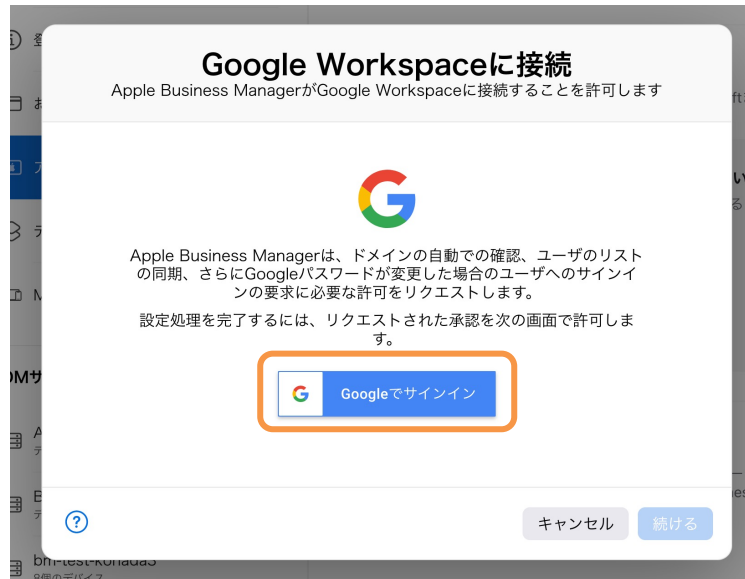 Google Workspaceに接続
Apple Business ManagerがGoogle Workspaceに接続することを許可します
Apple Business Managerは、ドメインの自動での確認、ユーザのリスト
の同期、さらにGoogleパスワードが変更した場合のユーザへのサインイ
ンの要求に必要な許可をリクエストします。
設定処理を完了するには、リクエストされた承認を次の画面で許可しま
す。
Googleでサインイン
?
キャンセル
続ける
8個のデバイス